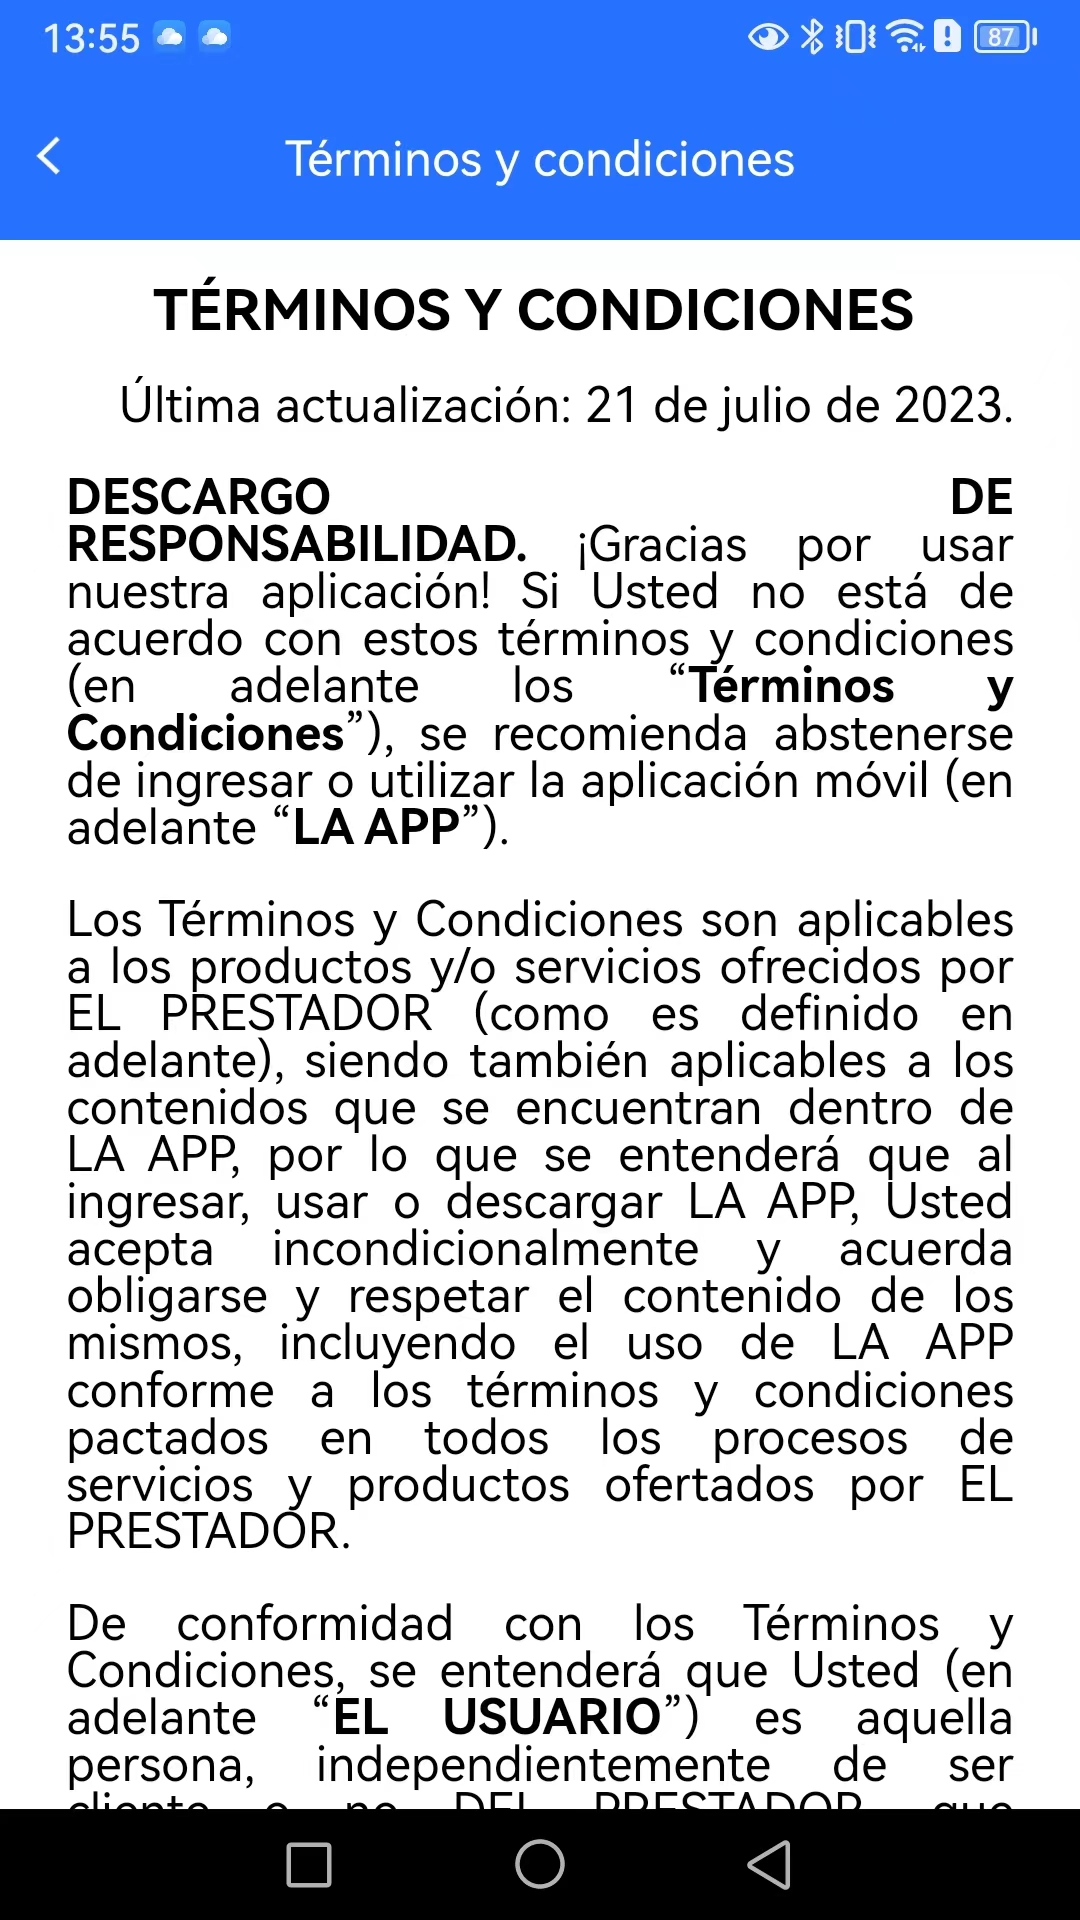 13:55
87
Términos y condiciones
TÉRMINOS Y CONDICIONES
Última actualización: 21 de julio de 2023.
DESCARGO DE
RESPONSABILIDAD. ¡Gracias por usar
nuestra aplicación! Si Usted no está de
acuerdo con estos términos y condiciones
(en adelante los “Términos y
Condiciones”), se recomienda abstenerse
de ingresar o utilizar la aplicación móvil (en
adelante “LA APP”).
Los Términos y Condiciones son aplicables
a los productos y/o servicios ofrecidos por
EL PRESTADOR (como es definido en
adelante), siendo también aplicables a los
contenidos que se encuentran dentro de
LA APP, por lo que se entenderá que al
ingresar, usar o descargar LA APP, Usted
acepta incondicionalmente y acuerda
obligarse y respetar el contenido de los
mismos, incluyendo el uso de LA APP
conforme a los términos y condiciones
pactados en todos los procesos de
servicios y productos ofertados por EL
PRESTADOR.
De conformidad con los Términos y
Condiciones, se entenderá que Usted (en
adelante “EL USUARIO”) es aquella
persona, independientemente de ser
cliente o no DEL PRESTADOR, que